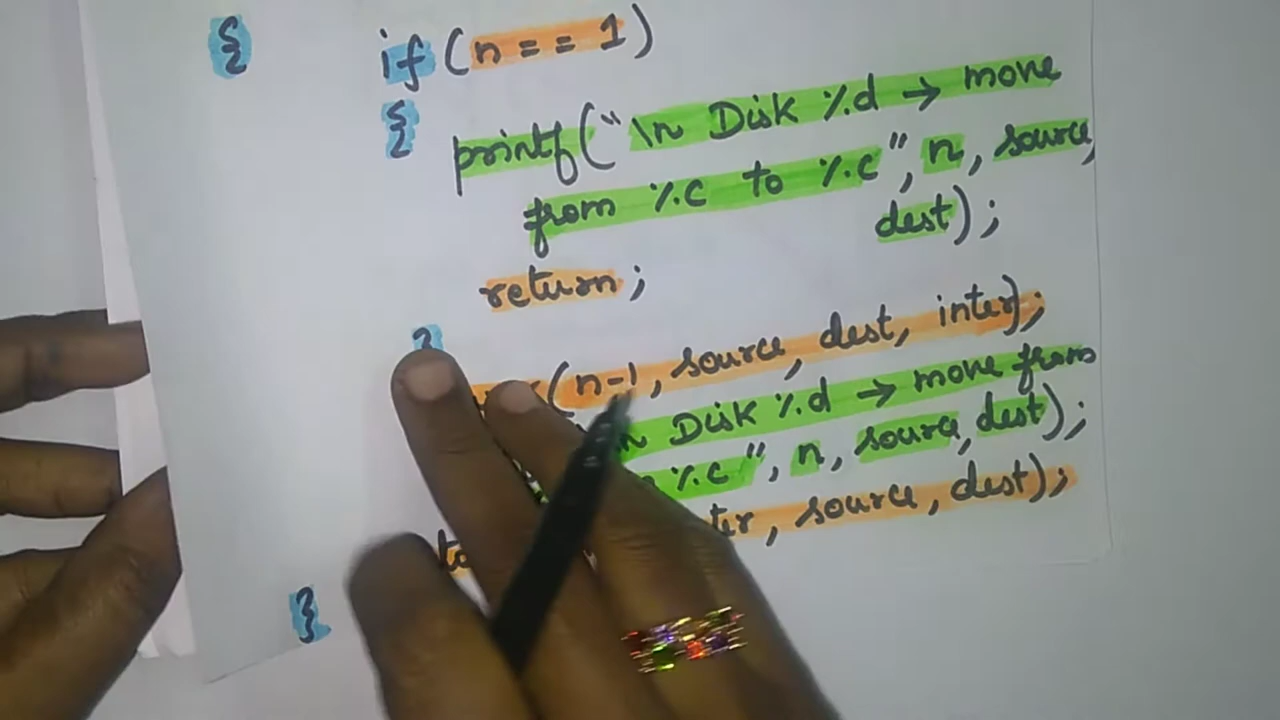 { if (n == 1)
{
printf("\n Disk %d → move
from %c to %c", n, source,
dest);
return;
}
(n-1, source, dest, inter);
Disk %d → move from
%c", n, source, dest);
, source, dest);
}